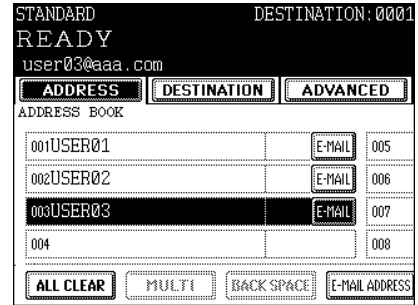 STANDARD DESTINATION:0001
READY
user03@aaa.com
ADDRESS DESTINATION ADVANCED
ADDRESS BOOK
001USER01 E-MAIL 005
002USER02 E-MAIL 006
003USER03 E-MAIL 007
004 008
ALL CLEAR MULTI BACK SPACE E-MAIL ADDRESS